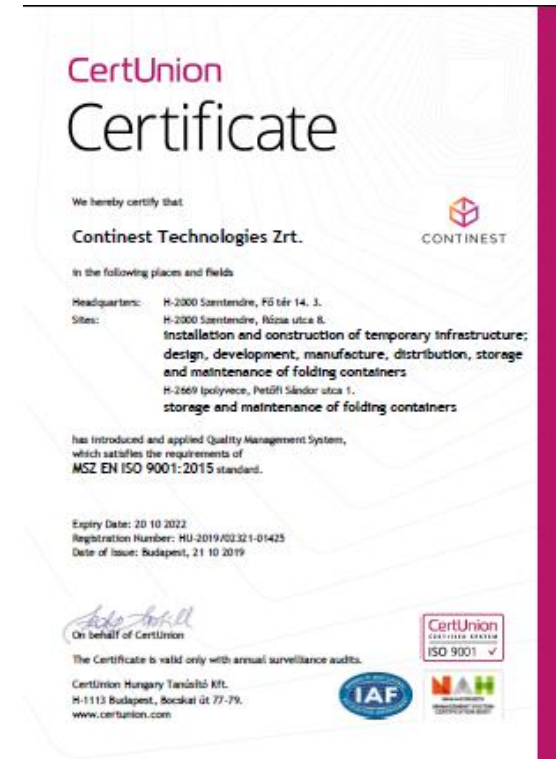 CertUnion
Certificate
We hereby certify that
Continest Technologies Zrt.
CONTINEST
in the following places and fields
Headquarters: H-2000 Szentendre, Fő tér 14. 3.
Sites: H-2000 Szentendre, Rózsa utca 8.
installation and construction of temporary infrastructure;
design, development, manufacture, distribution, storage
and maintenance of folding containers
H-2669 Ipolyvece, Petőfi Sándor utca 1.
storage and maintenance of folding containers
has introduced and applied Quality Management System,
which satisfies the requirements of
MSZ EN ISO 9001:2015 standard.
Expiry Date: 20 10 2022
Registration Number: HU-2019/02321-01425
Date of Issue: Budapest, 21 10 2019
On behalf of CertUnion
The Certificate is valid only with annual surveillance audits.
CertUnion Hungary Tanúsító Kft.
H-1113 Budapest, Bocskai út 77-79.
www.certunion.com
CertUnion
CERTIFIED SYSTEM
ISO 9001
IAF
NAH
MANAGEMENT SYSTEM
CERTIFICATION BODY